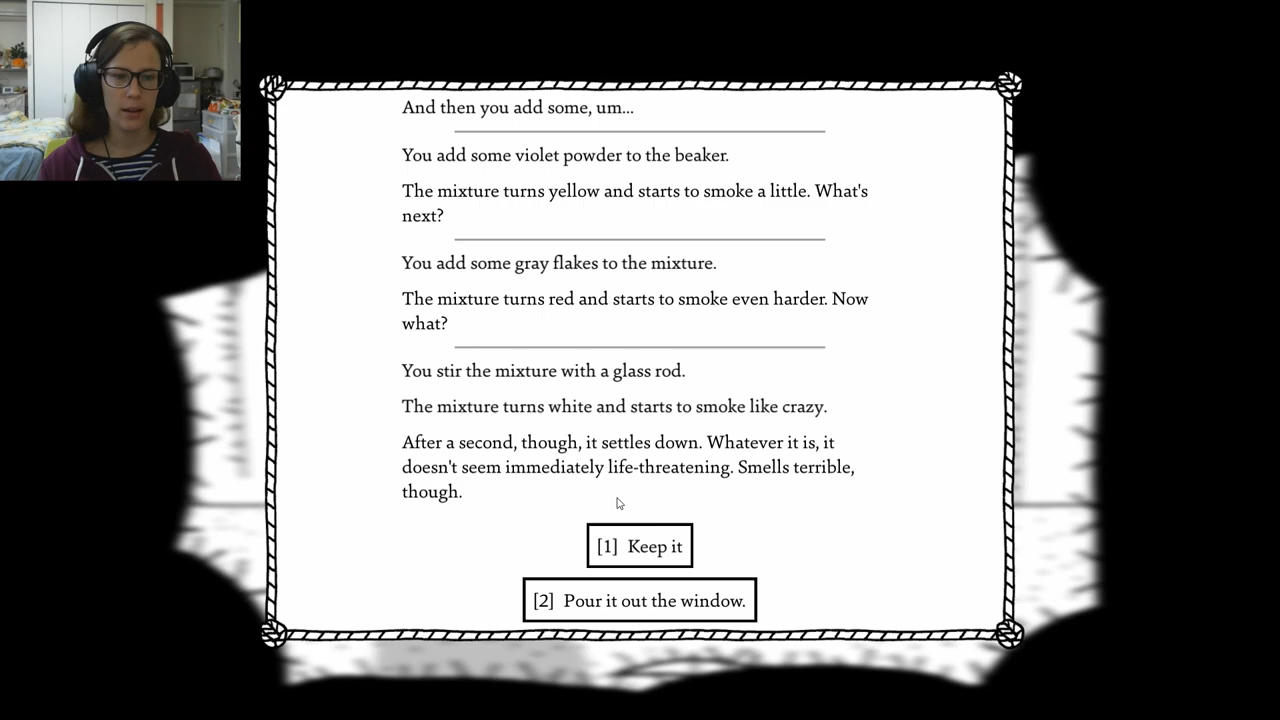 And then you add some, um...
You add some violet powder to the beaker.
The mixture turns yellow and starts to smoke a little. What's
next?
You add some gray flakes to the mixture.
The mixture turns red and starts to smoke even harder. Now
what?
You stir the mixture with a glass rod.
The mixture turns white and starts to smoke like crazy.
After a second, though, it settles down. Whatever it is, it
doesn't seem immediately life-threatening. Smells terrible,
though.
[1] Keep it
[2] Pour it out the window.